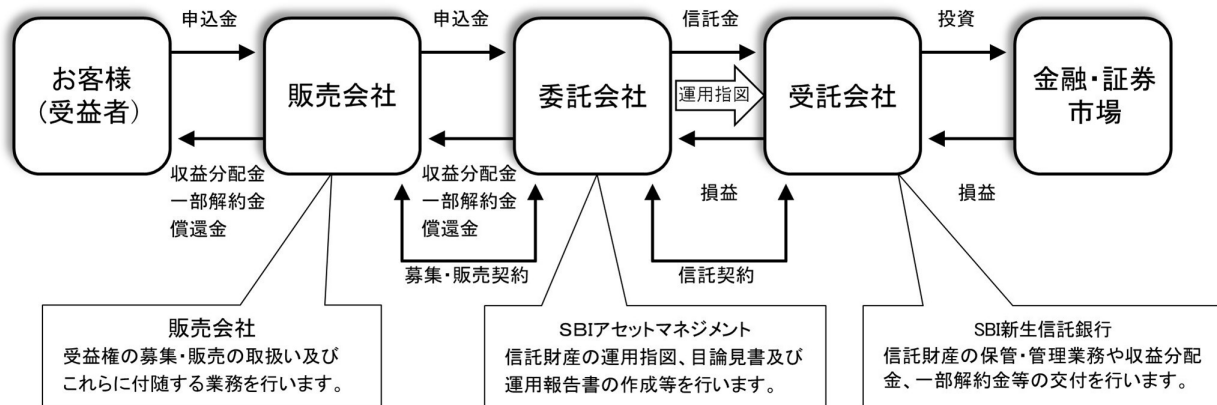 申込金
申込金
信託金
投資
お客様
(受益者)
販売会社
委託会社
運用指図
受託会社
金融・証券
市場
収益分配金
一部解約金
償還金
収益分配金
一部解約金
償還金
損益
損益
募集・販売契約
信託契約
販売会社
受益権の募集・販売の取扱い及び
これらに付随する業務を行います。
SBIアセットマネジメント
信託財産の運用指図、目論見書及び
運用報告書の作成等を行います。
SBI新生信託銀行
信託財産の保管・管理業務や収益分配
金、一部解約金等の交付を行います。